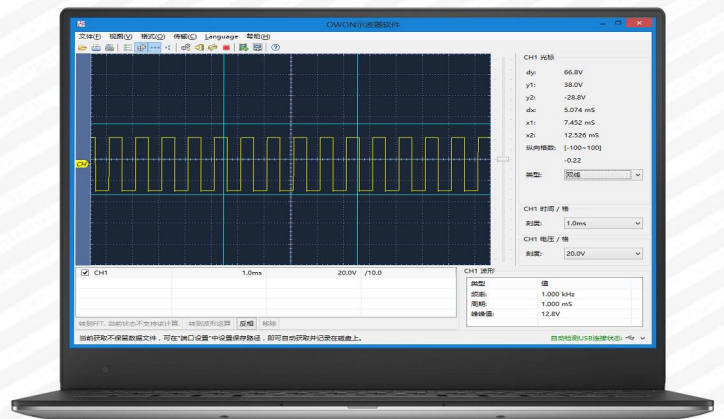 OWON示波器软件
文件(F) 视图(V) 格式(O) 传输(C) Language 帮助(H)
CH1 光标
dy: 66.8V
y1: 38.0V
y2: -28.8V
dx: 5.074 mS
x1: 7.452 mS
x2: 12.526 mS
纵向格数: [-100~100]
-0.22
类型: 双线
CH1 时间 / 格
刻度: 1.0ms
CH1 电压 / 格
刻度: 20.0V
CH
CH1 1.0ms 20.0V /10.0
转到FFT. 当前状态不支持该计算. 转到波形运算 反相 移除
CH1 波形
类型 值
频率: 1.000 kHz
周期: 1.000 mS
峰峰值: 12.8V
当前获取不保留数据文件，可在"端口设置"中设置保存路径，即可自动获取并记录在磁盘上。
自动检测USB连接状态: